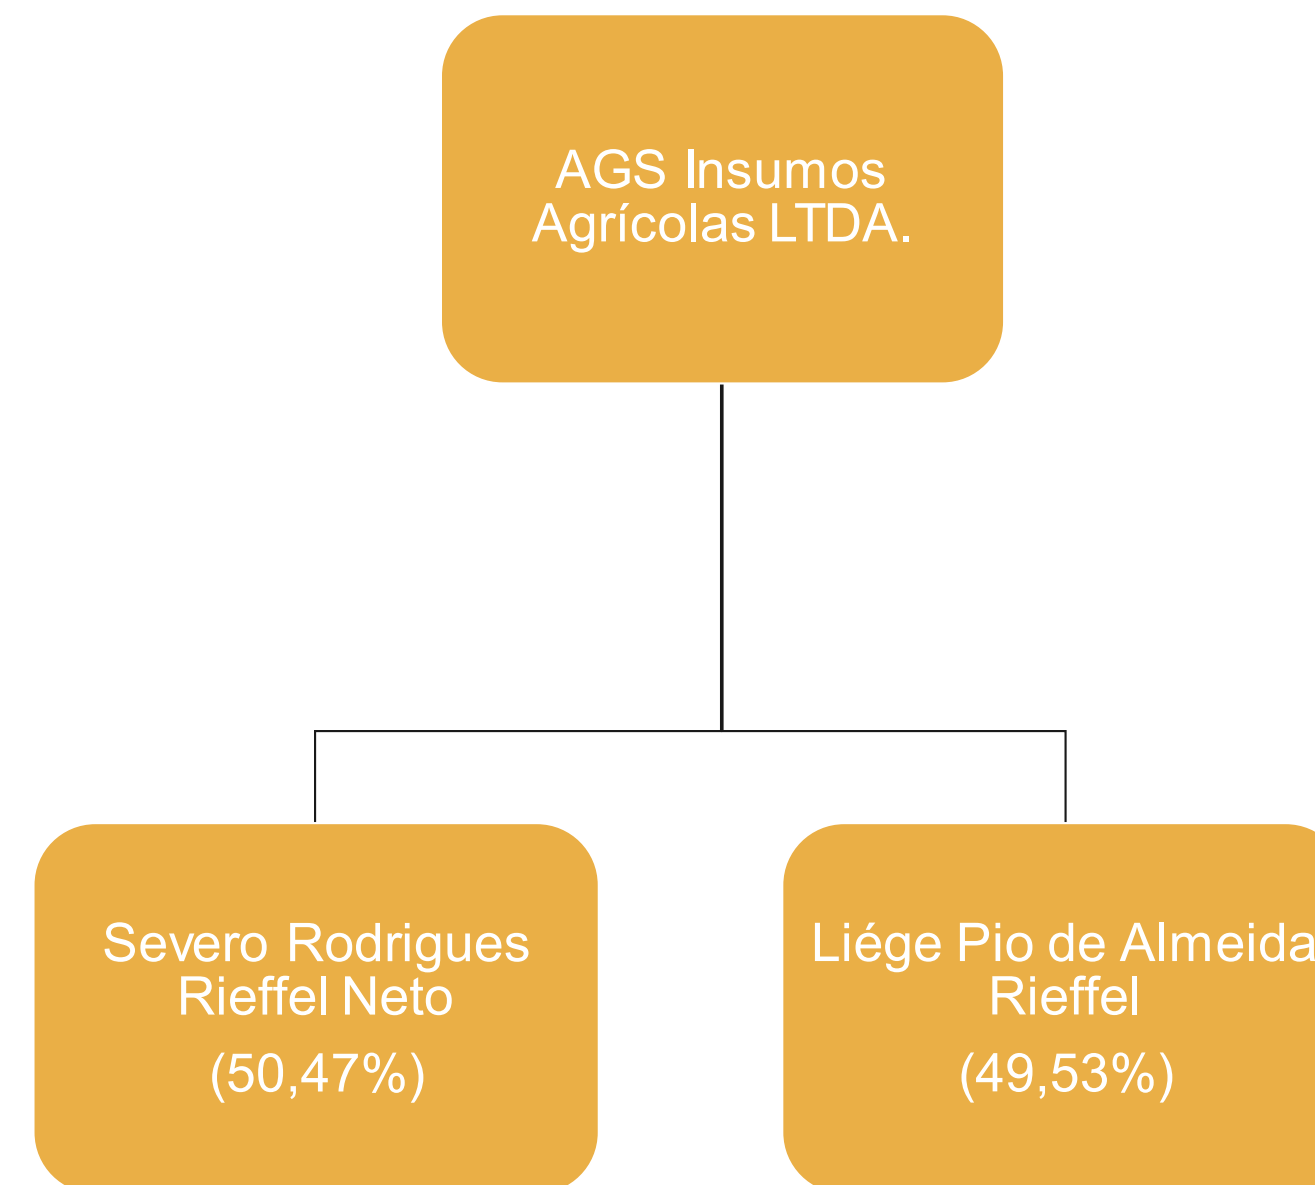 AGS Insumos
Agrícolas LTDA.
Severo Rodrigues
Rieffel Neto
(50,47%)
Liége Pio de Almeida
Rieffel
(49,53%)